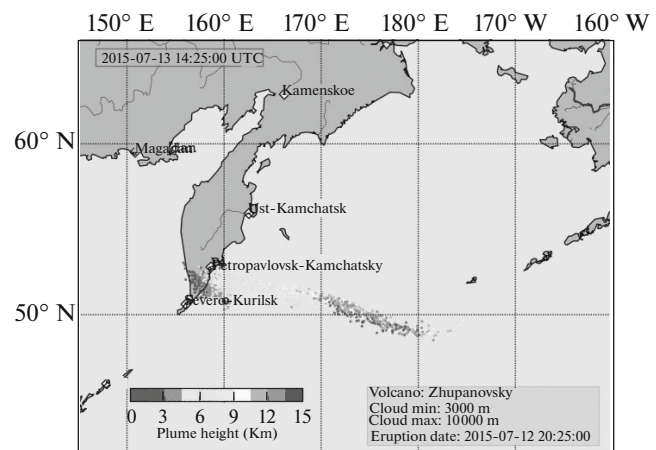 150° E 160° E 170° E 180° E 170° W 160° W
2015-07-13 14:25:00 UTC
Kamenskoe
60° N
Magadan
Ust-Kamchatsk
Petropavlovsk-Kamchatsky
50° N
Severo-Kurilsk
0 3 6 9 12 15
Plume height (Km)
Volcano: Zhupanovsky
Cloud min: 3000 m
Cloud max: 10000 m
Eruption date: 2015-07-12 20:25:00